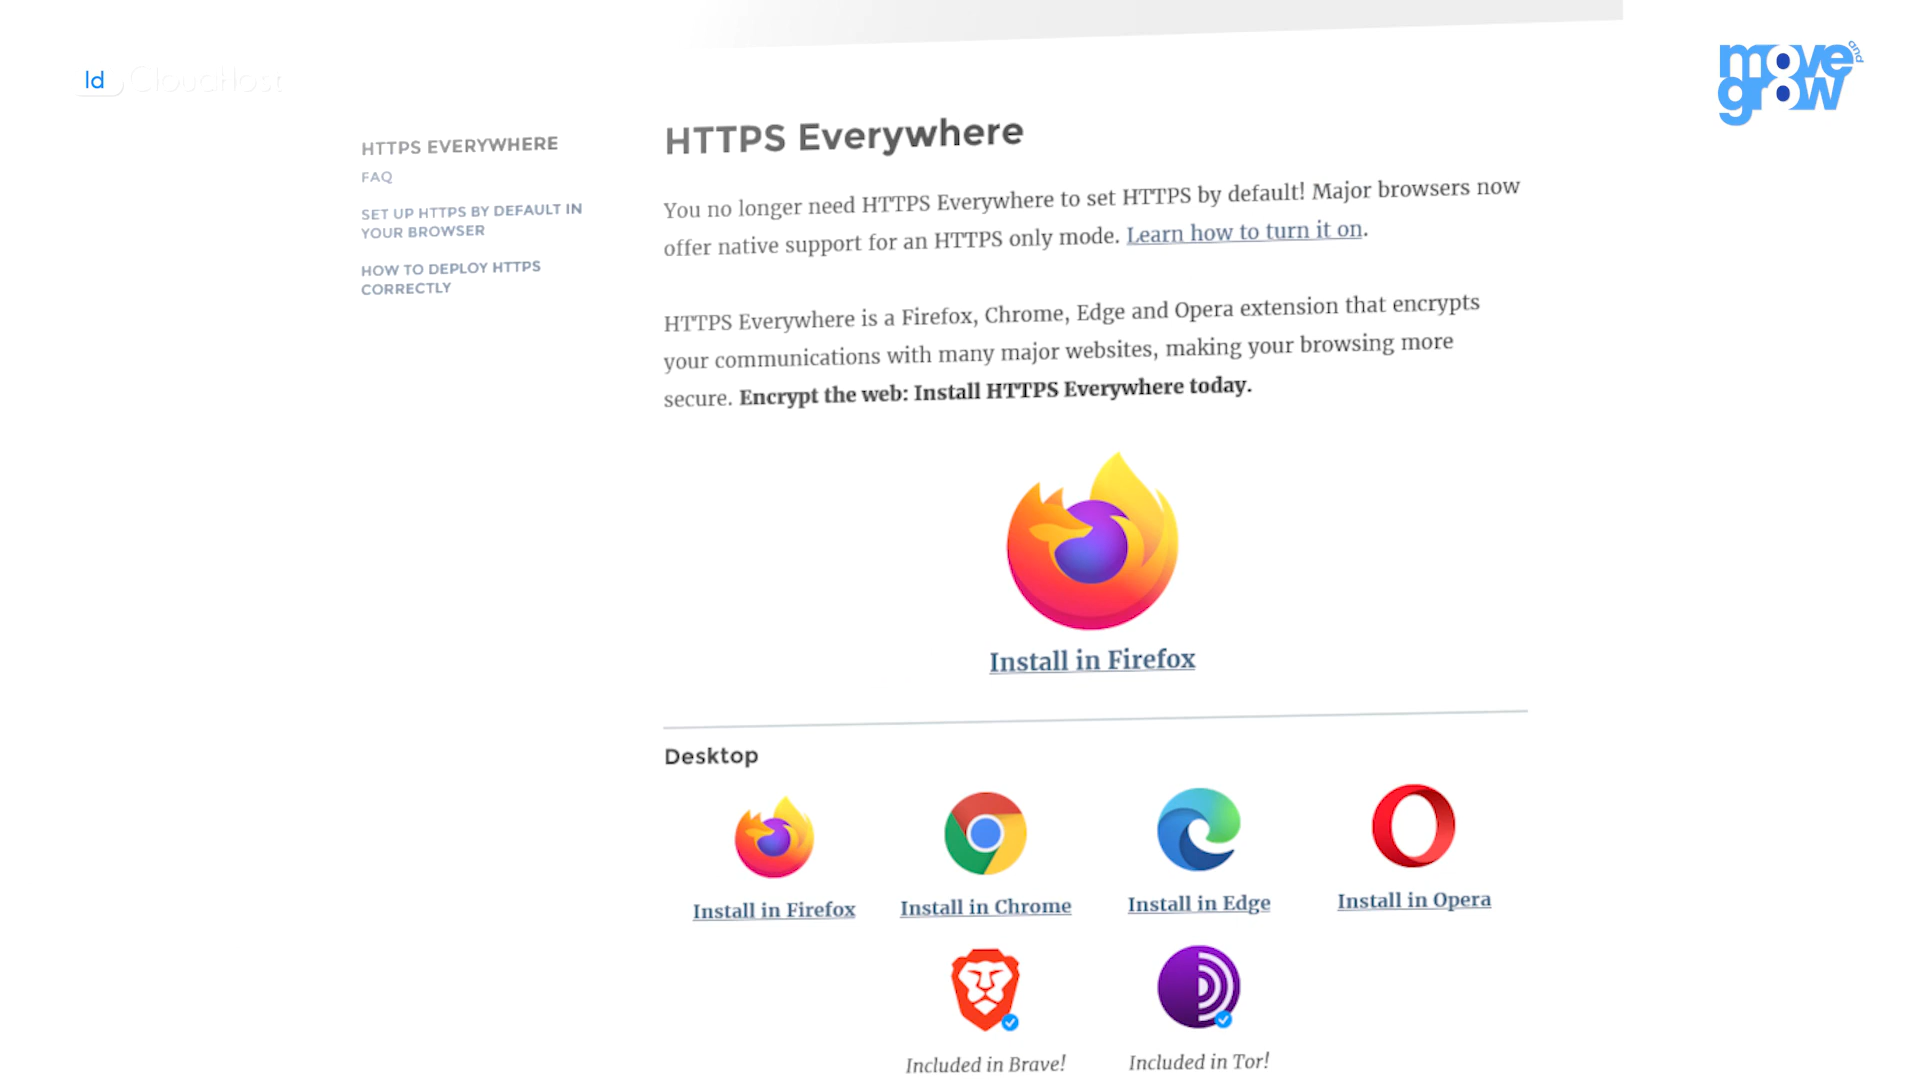 Id CloudHost
move and
grow
HTTPS EVERYWHERE
FAQ
SET UP HTTPS BY DEFAULT IN
YOUR BROWSER
HOW TO DEPLOY HTTPS
CORRECTLY
HTTPS Everywhere
You no longer need HTTPS Everywhere to set HTTPS by default! Major browsers now
offer native support for an HTTPS only mode. Learn how to turn it on.
HTTPS Everywhere is a Firefox, Chrome, Edge and Opera extension that encrypts
your communications with many major websites, making your browsing more
secure. Encrypt the web: Install HTTPS Everywhere today.
Install in Firefox
Desktop
Install in Firefox
Install in Chrome
Install in Edge
Install in Opera
Included in Brave!
Included in Tor!